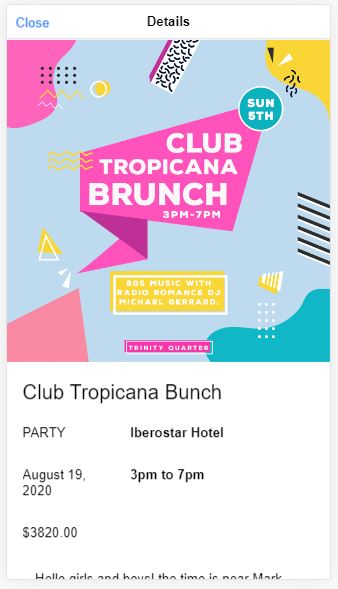 Close Details
SUN
5TH
CLUB
TROPICANA
BRUNCH
3PM-7PM
80S MUSIC WITH
RADIO ROMANCE DJ
MICHAEL GERRARD.
TRINITY QUARTER
Club Tropicana Bunch
PARTY Iberostar Hotel
August 19, 3pm to 7pm
2020
$3820.00
Hello girls and boys! the time is near Mark